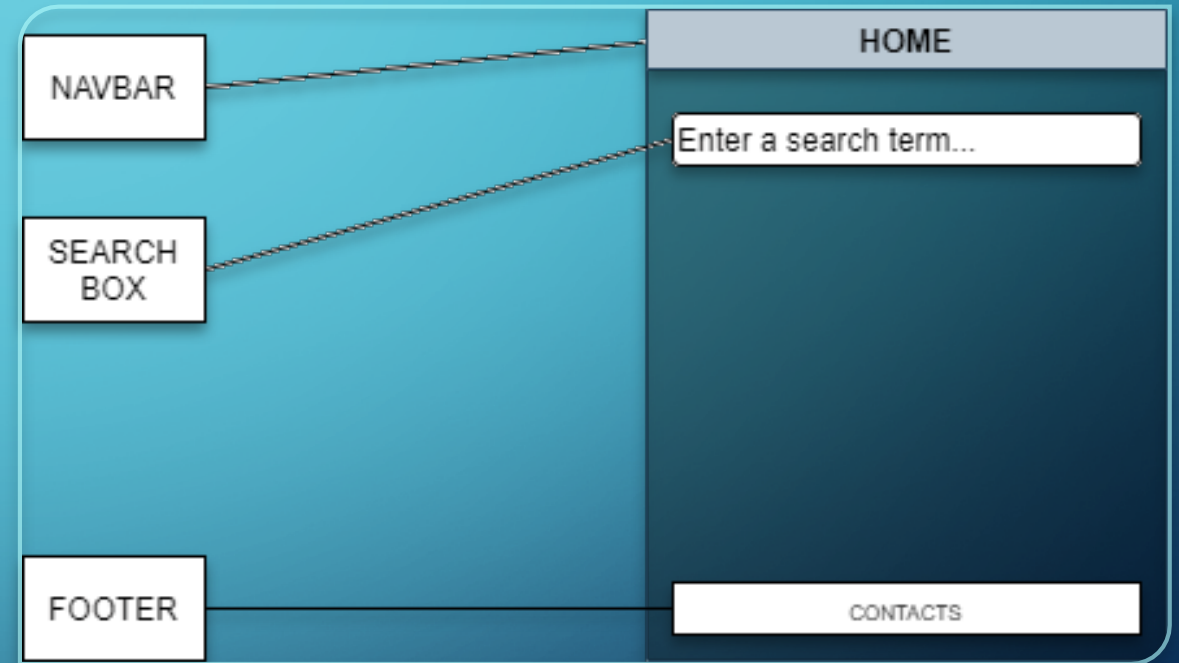 HOME
NAVBAR
Enter a search term...
SEARCH
BOX
FOOTER
CONTACTS